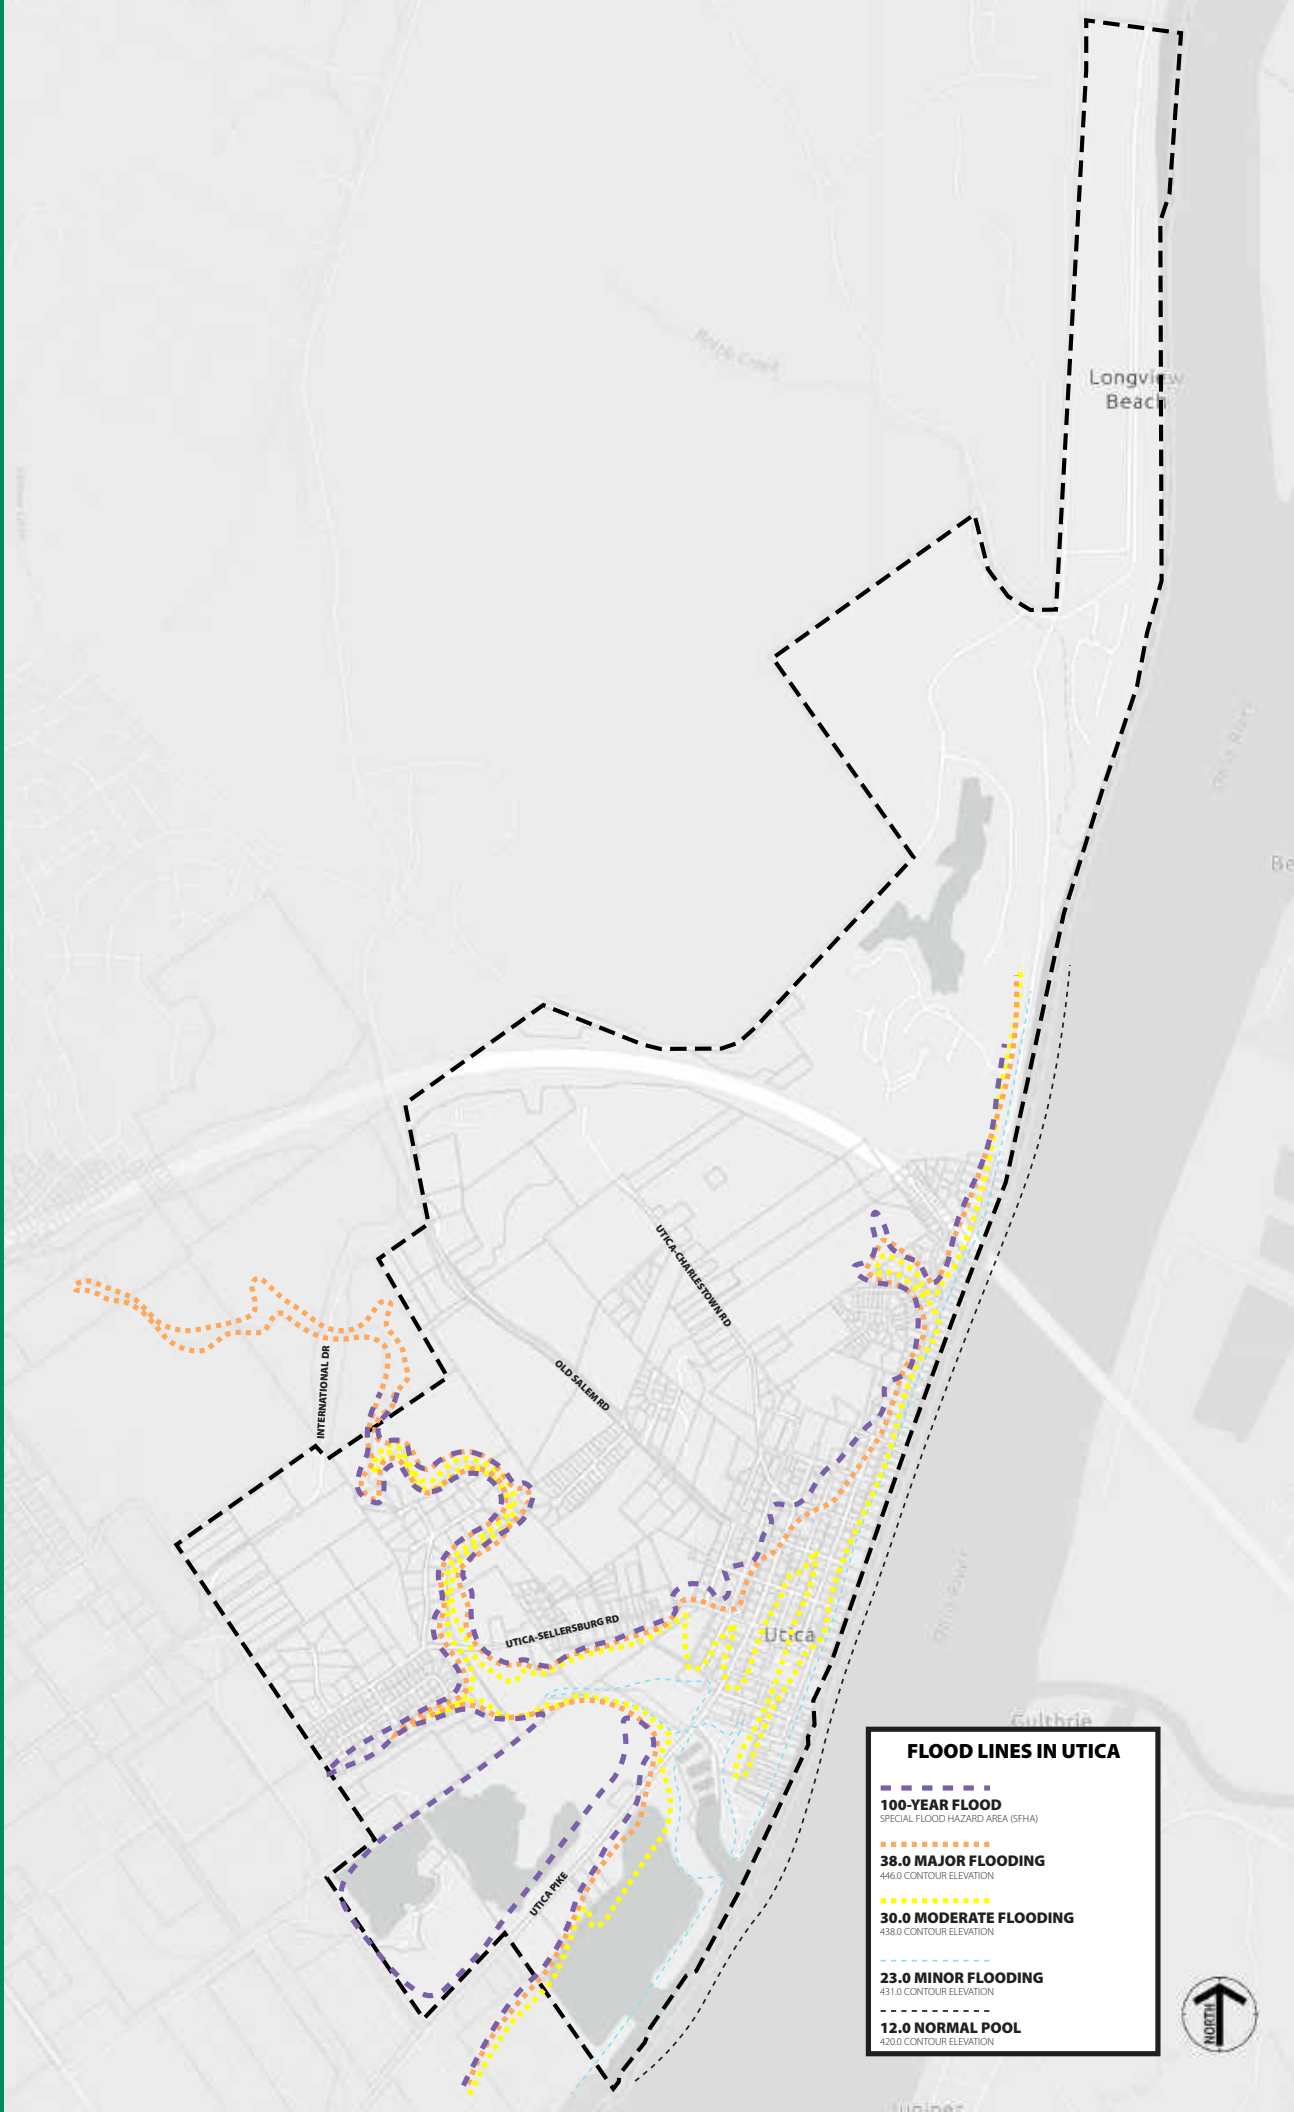 Longview
Beach
UTICA-CHARLESTOWN RD
OLD SALEM RD
INTERNATIONAL DR
UTICA-SELLERSBURG RD
Utica
UTICA PIKE
Gulthrie
FLOOD LINES IN UTICA
100-YEAR FLOOD
SPECIAL FLOOD HAZARD AREA (SFHA)
38.0 MAJOR FLOODING
446.0 CONTOUR ELEVATION
30.0 MODERATE FLOODING
438.0 CONTOUR ELEVATION
23.0 MINOR FLOODING
431.0 CONTOUR ELEVATION
12.0 NORMAL POOL
420.0 CONTOUR ELEVATION
NORTH